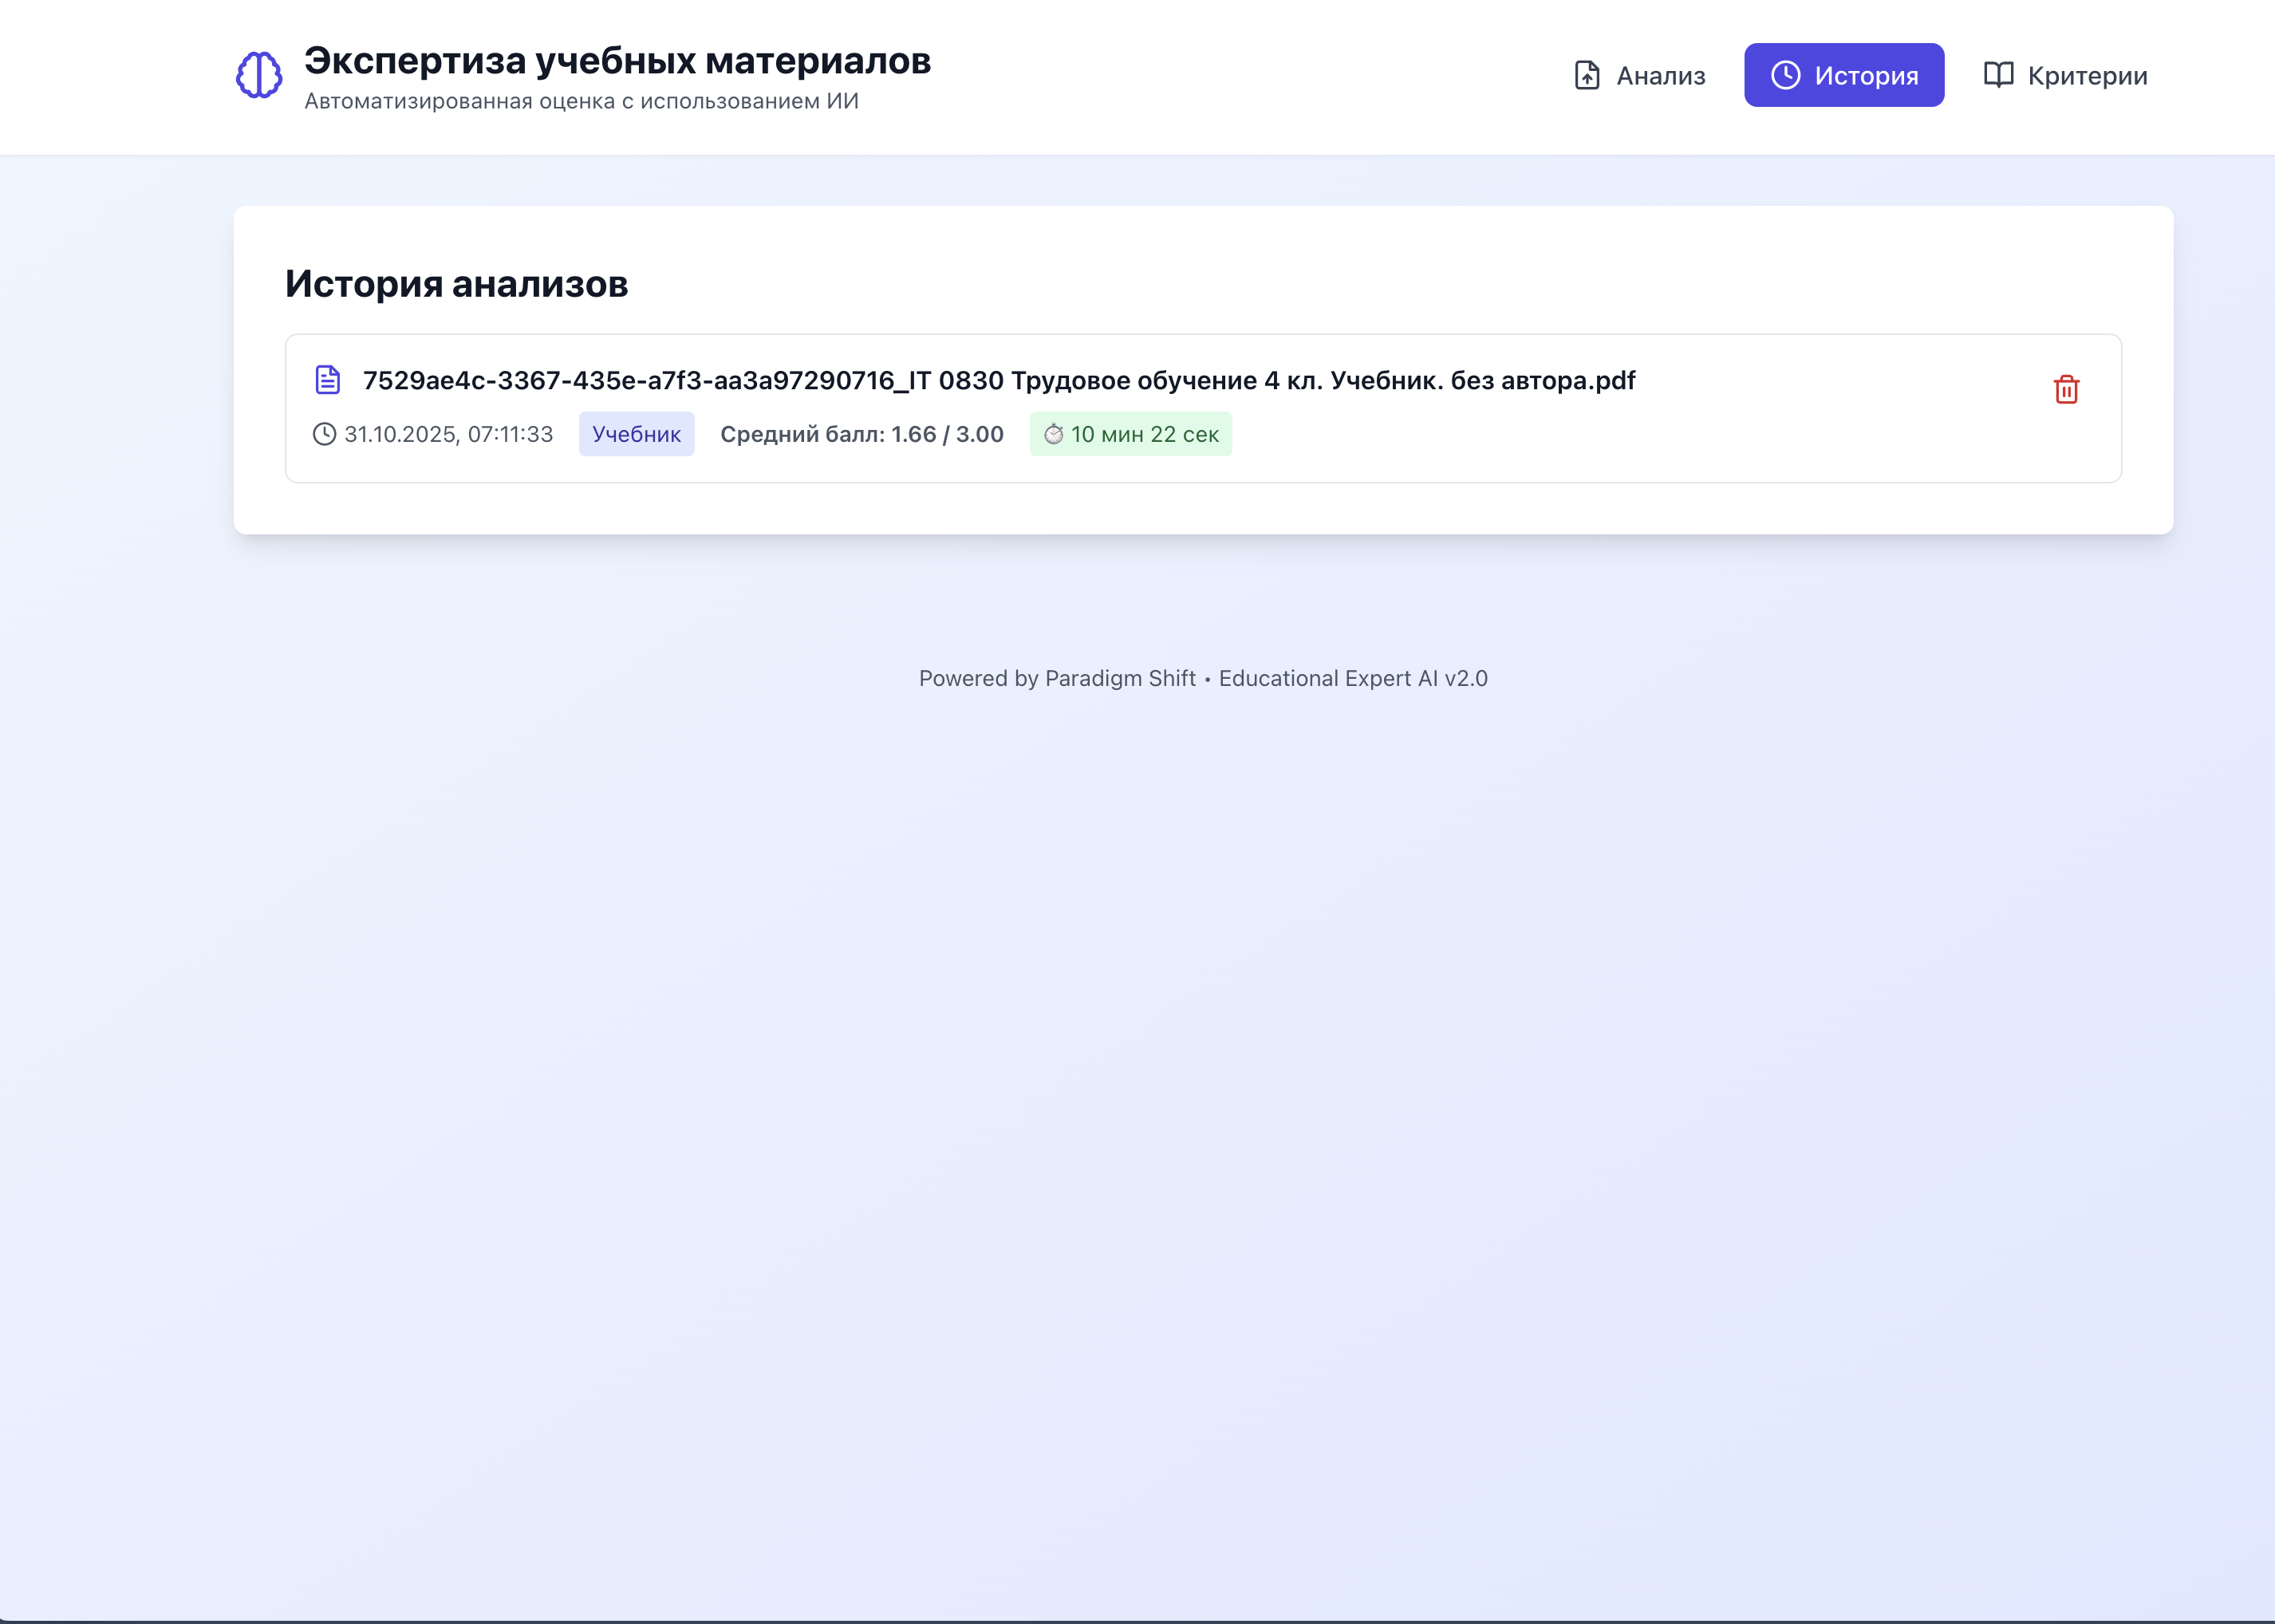 Экспертиза учебных материалов
Автоматизированная оценка с использованием ИИ
Анализ
История
Критерии
История анализов
7529ae4c-3367-435e-a7f3-aa3a97290716_IT 0830 Трудовое обучение 4 кл. Учебник. без автора.pdf
31.10.2025, 07:11:33 Учебник Средний балл: 1.66 / 3.00 10 мин 22 сек
Powered by Paradigm Shift • Educational Expert AI v2.0